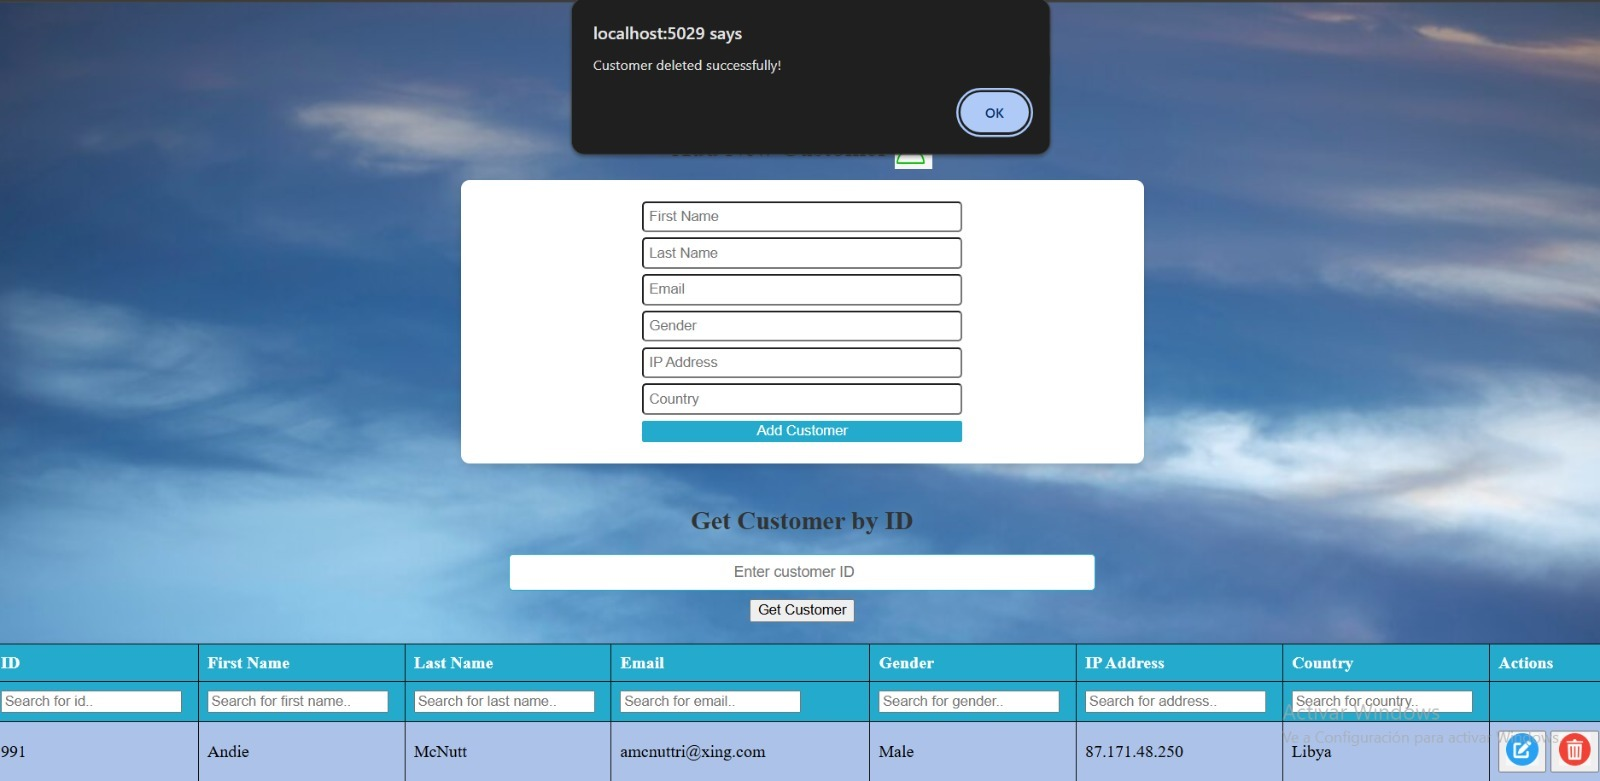 localhost:5029 says
Customer deleted successfully!
OK
First Name
Last Name
Email
Gender
IP Address
Country
Add Customer
Get Customer by ID
Enter customer ID
Get Customer
ID First Name Last Name Email Gender IP Address Country Actions
Search for id.. Search for first name.. Search for last name.. Search for email.. Search for gender.. Search for address.. Search for country..
Activar Windows
Ve a Configuración para activar Windows.
991 Andie McNutt amcnuttri@xing.com Male 87.171.48.250 Libya